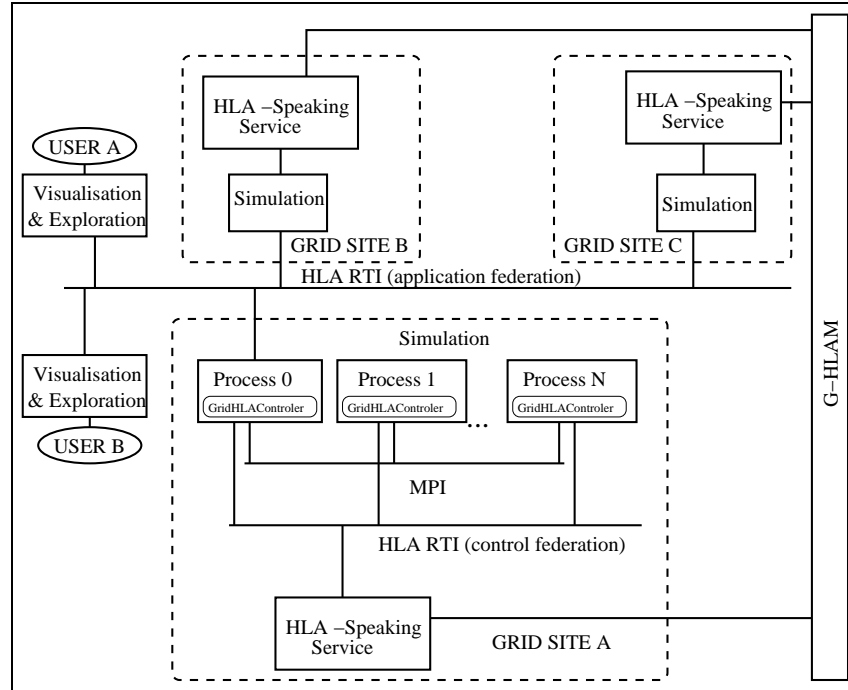 HLA –Speaking
Service
HLA –Speaking
Service
USER A
Visualisation
& Exploration
Simulation
Simulation
GRID SITE B
GRID SITE C
HLA RTI (application federation)
Simulation
Visualisation
& Exploration
USER B
Process 0
GridHLAControler
Process 1
GridHLAControler
...
Process N
GridHLAControler
MPI
HLA RTI (control federation)
HLA –Speaking
Service
GRID SITE A
G–HLAM